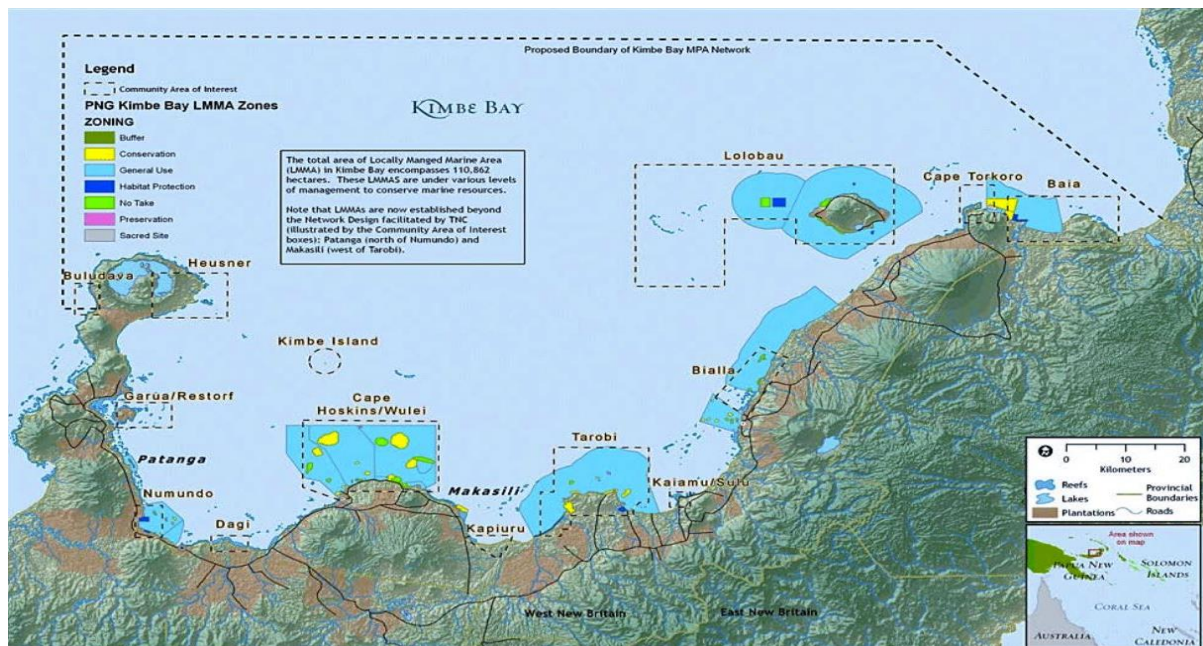 Proposed Boundary of Kimbe Bay MPA Network
Legend
Community Area of Interest
PNG Kimbe Bay LMMA Zones
ZONING
Buffer
Conservation
General Use
Habitat Protection
No Take
Preservation
Sacred Site
KIMBE BAY
The total area of Locally Manged Marine Area
(LMMA) in Kimbe Bay encompasses 110,862
hectares. These LMMAS are under various levels
of management to conserve marine resources.
Note that LMMAs are now established beyond
the Network Design facilitated by TNC
(illustrated by the Community Area of Interest
boxes); Patanga (north of Numundo) and
Makasili (west of Tarobi).
Lolobau
Cape Torkoro
Baia
Heusner
Buludava
Kimbe Island
Bialla
Garua/Restorf
Cape
Hoskins/Wulei
Tarobi
Patanga
Makasili
Kaiamu/Sulu
Numundo
Dagi
Kapiuru
West New Britain
East New Britain
0 10 20
Kilometers
Reefs
Lakes
Plantations
Provincial
Boundaries
Roads
Area shown
on map
PAPUA NEW
GUINEA
SOLOMON
ISLANDS
CORAL SEA
AUSTRALIA
NEW
CALEDONIA